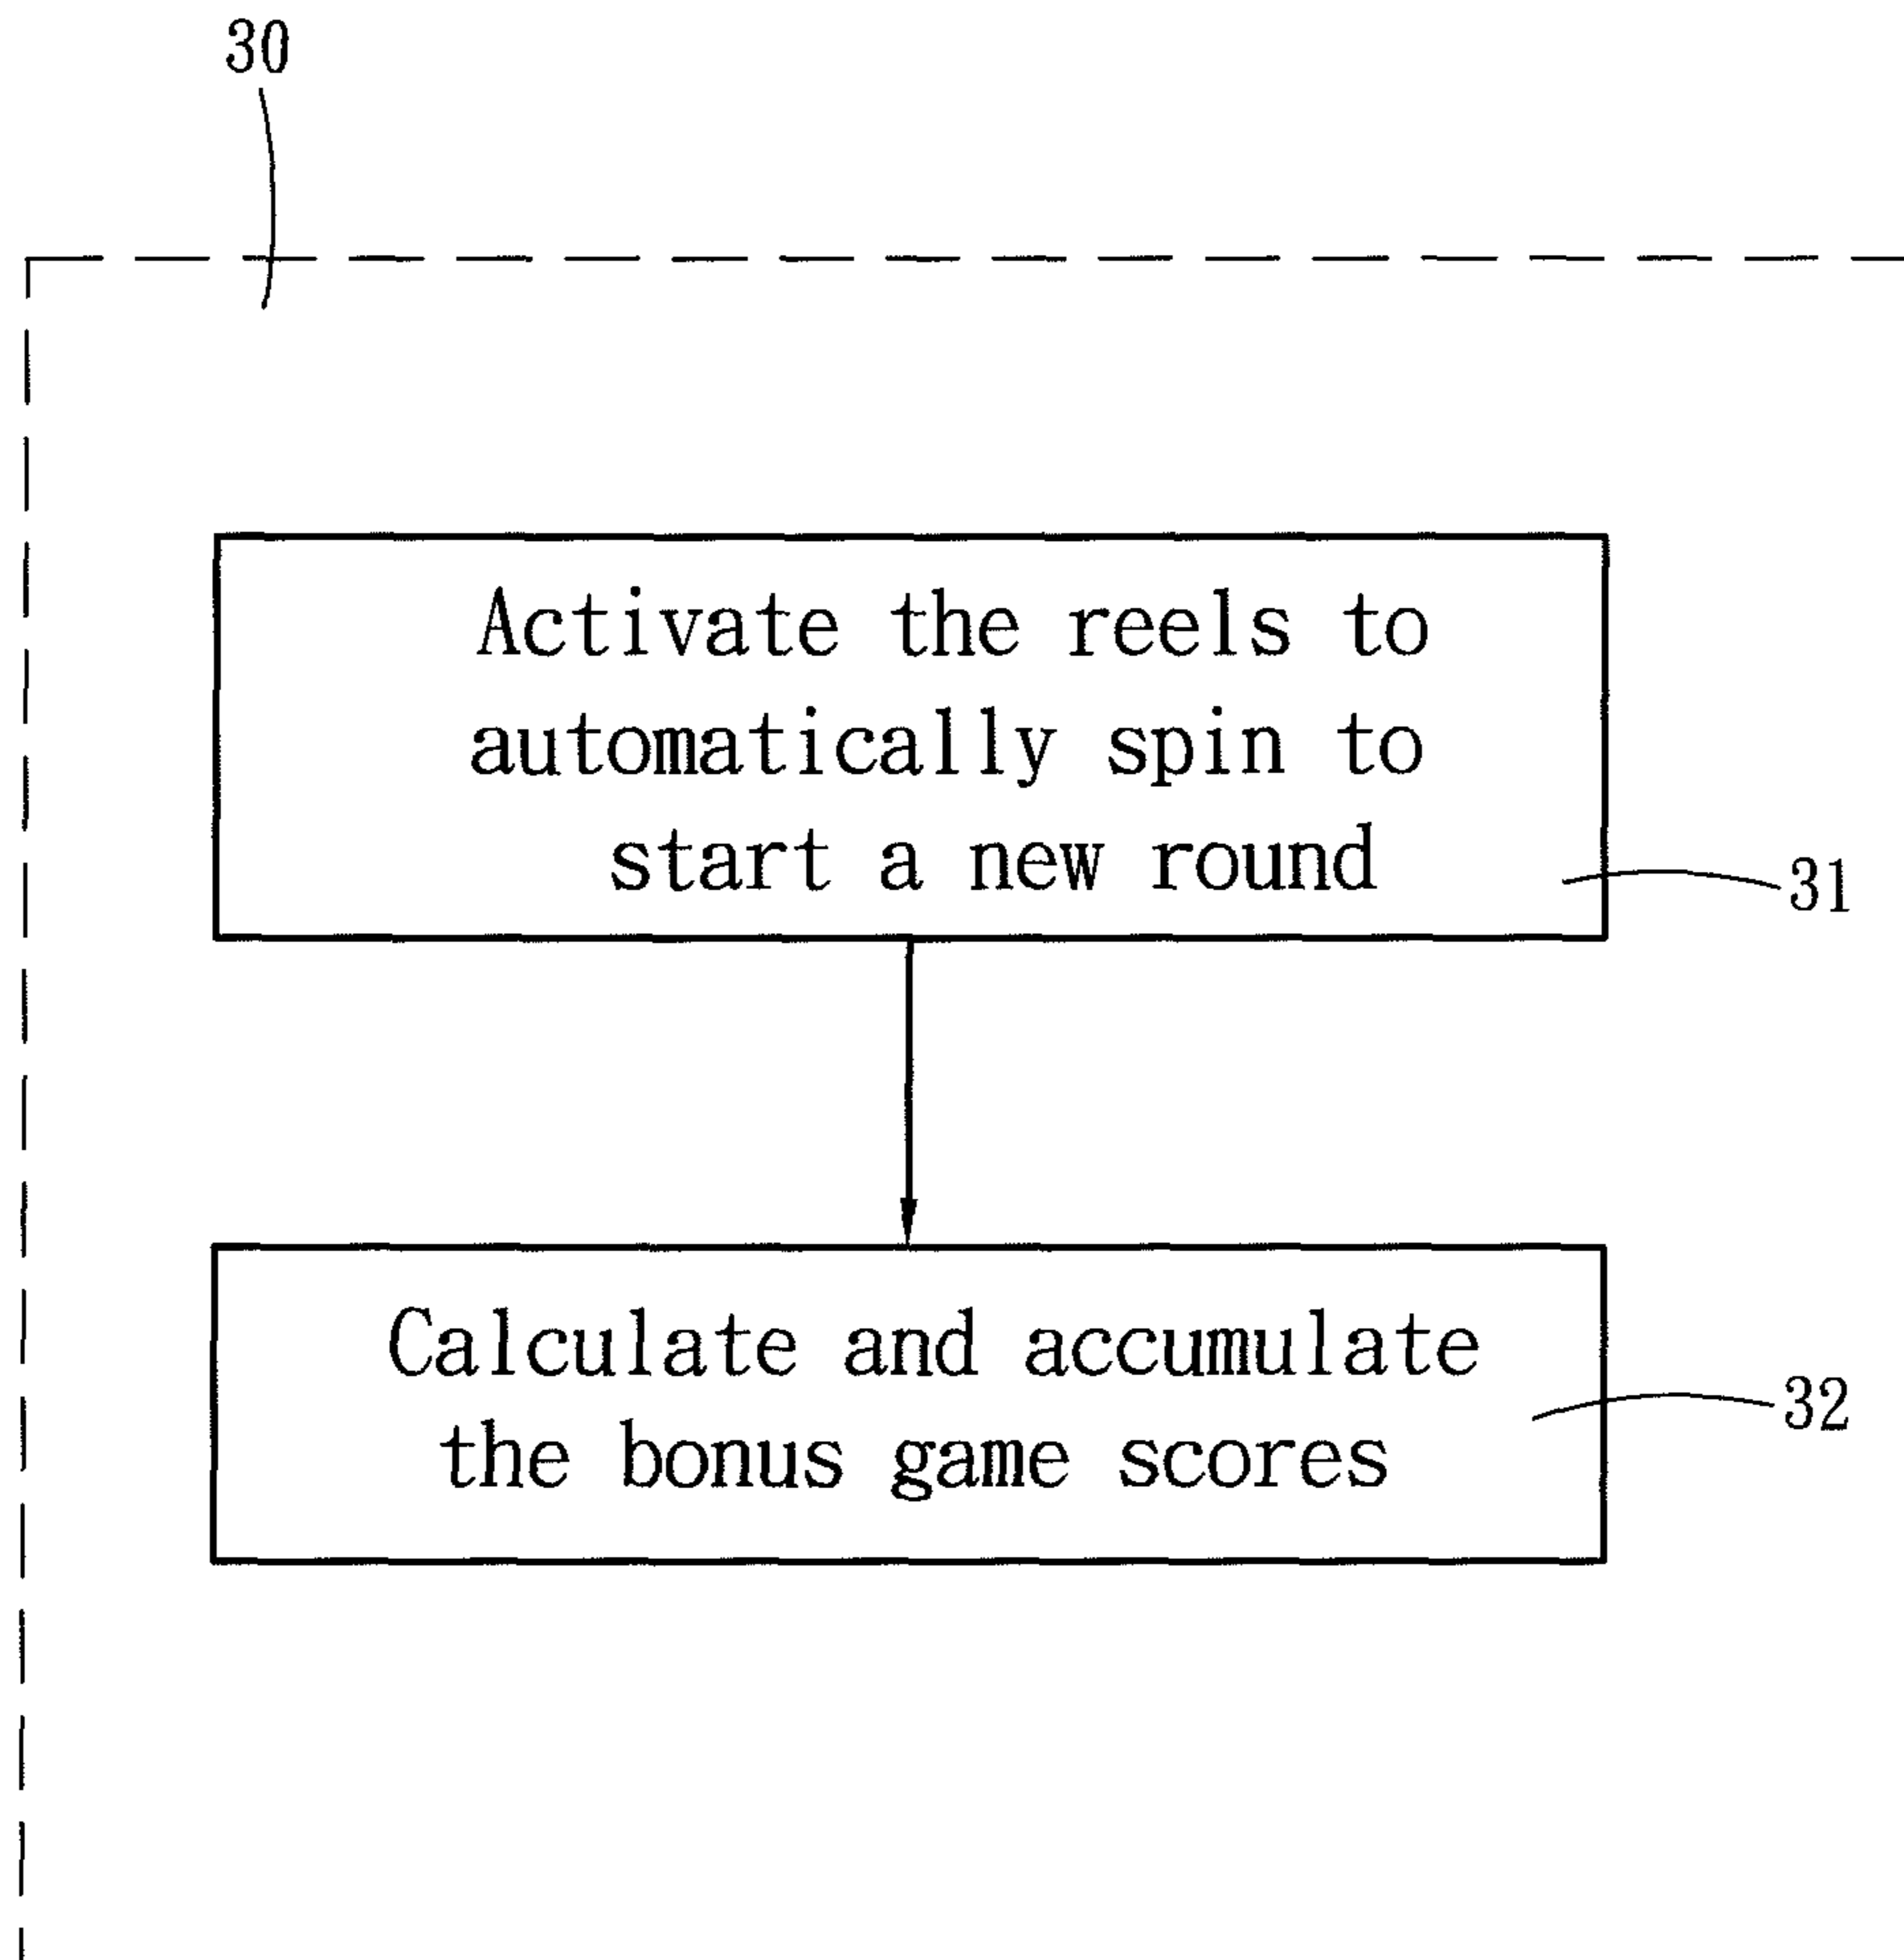 30
Activate the reels to
automatically spin to
start a new round
31
Calculate and accumulate
the bonus game scores
32